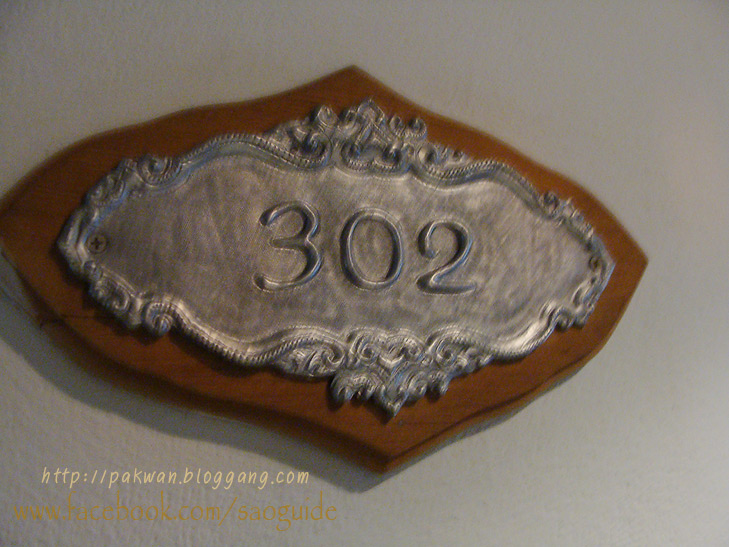 302
http://pakwan.bloggang.com
www.facebook.com/saoguide